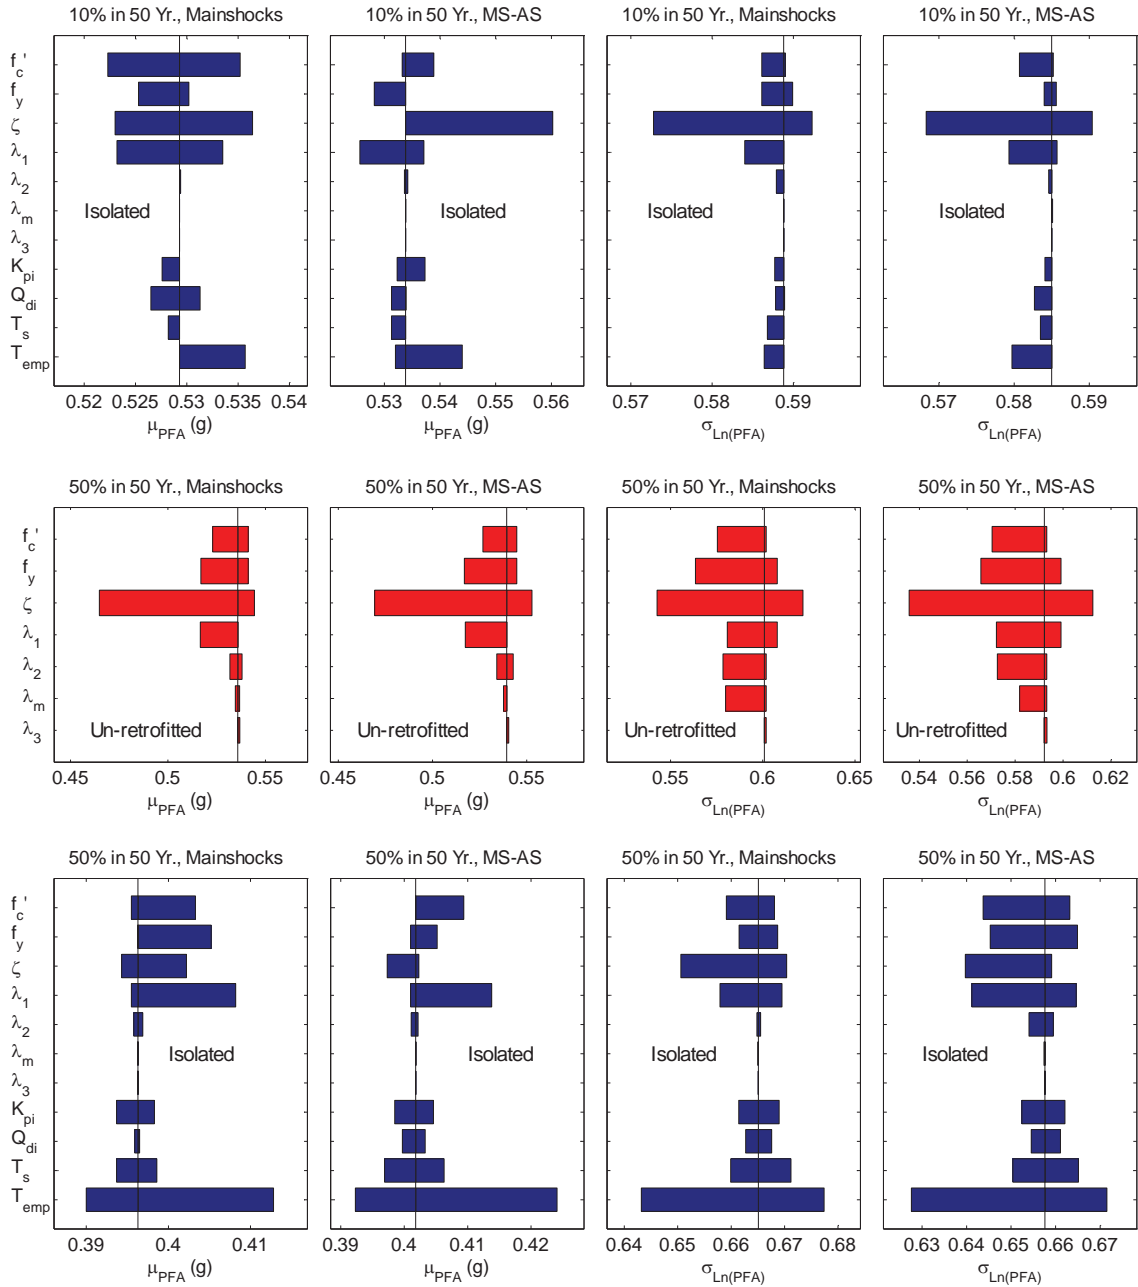 10% in 50 Yr., Mainshocks
10% in 50 Yr., MS-AS
10% in 50 Yr., Mainshocks
10% in 50 Yr., MS-AS
f_c'
f_y
ζ
λ_1
λ_2
λ_m
λ_3
K_pi
Q_di
T_s
T_emp
Isolated
Isolated
Isolated
Isolated
0.52 0.525 0.53 0.535 0.54
0.53 0.54 0.55 0.56
0.57 0.58 0.59
0.57 0.58 0.59
μ_PFA (g)
μ_PFA (g)
σ_Ln(PFA)
σ_Ln(PFA)
50% in 50 Yr., Mainshocks
50% in 50 Yr., MS-AS
50% in 50 Yr., Mainshocks
50% in 50 Yr., MS-AS
f_c'
f_y
ζ
λ_1
λ_2
λ_m
λ_3
Un-retrofitted
Un-retrofitted
Un-retrofitted
Un-retrofitted
0.45 0.5 0.55
0.45 0.5 0.55
0.55 0.6 0.65
0.54 0.56 0.58 0.6 0.62
μ_PFA (g)
μ_PFA (g)
σ_Ln(PFA)
σ_Ln(PFA)
50% in 50 Yr., Mainshocks
50% in 50 Yr., MS-AS
50% in 50 Yr., Mainshocks
50% in 50 Yr., MS-AS
f_c'
f_y
ζ
λ_1
λ_2
λ_m
λ_3
K_pi
Q_di
T_s
T_emp
Isolated
Isolated
Isolated
Isolated
0.39 0.4 0.41
0.39 0.4 0.41 0.42
0.64 0.65 0.66 0.67 0.68
0.63 0.64 0.65 0.66 0.67
μ_PFA (g)
μ_PFA (g)
σ_Ln(PFA)
σ_Ln(PFA)